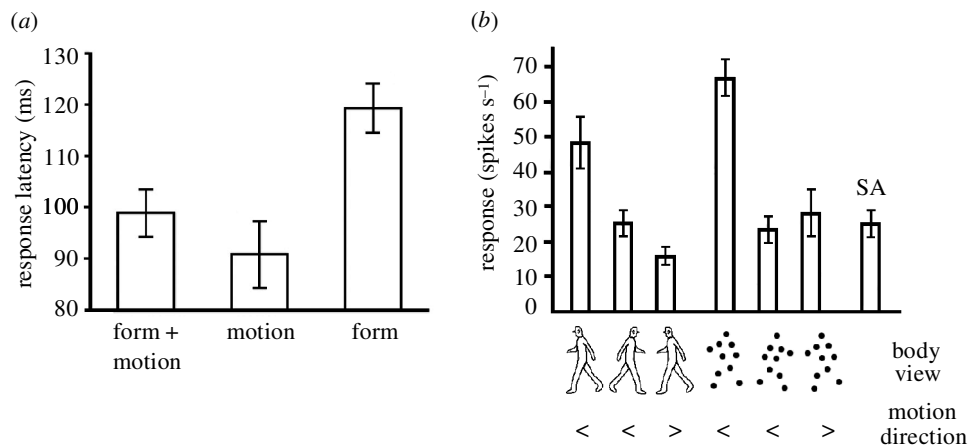 (a)
response latency (ms)
130
120
110
100
90
80
form +
motion
motion
form
(b)
response (spikes s⁻¹)
70
60
50
40
30
20
10
0
SA
body
view
< < > < < >
motion
direction